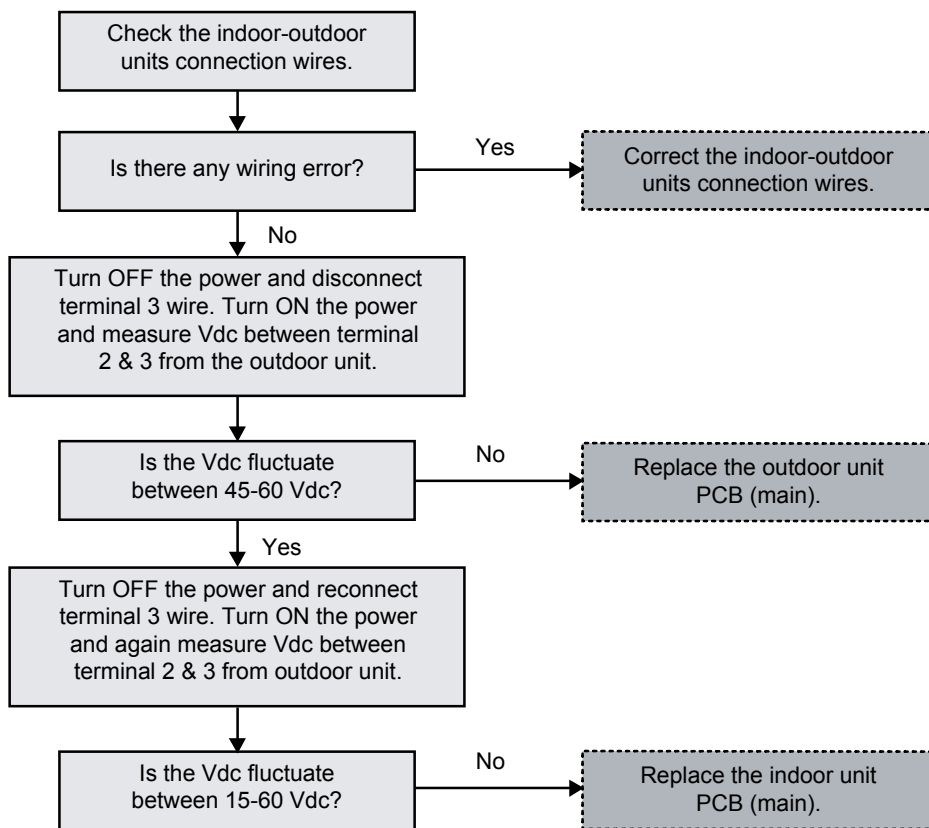 Check the indoor-outdoor
units connection wires.
Is there any wiring error?
Yes
Correct the indoor-outdoor
units connection wires.
No
Turn OFF the power and disconnect
terminal 3 wire. Turn ON the power
and measure Vdc between terminal
2 & 3 from the outdoor unit.
Is the Vdc fluctuate
between 45-60 Vdc?
No
Replace the outdoor unit
PCB (main).
Yes
Turn OFF the power and reconnect
terminal 3 wire. Turn ON the power
and again measure Vdc between
terminal 2 & 3 from outdoor unit.
Is the Vdc fluctuate
between 15-60 Vdc?
No
Replace the indoor unit
PCB (main).